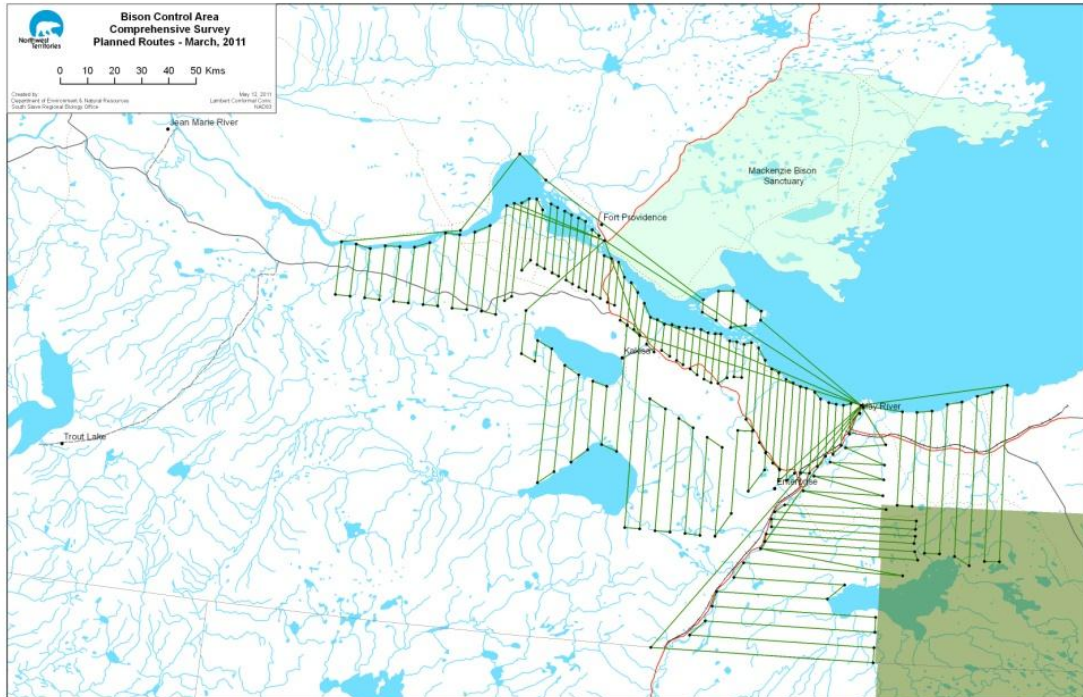 Bison Control Area
Comprehensive Survey
Planned Routes - March, 2011
Northwest
Territories
0 10 20 30 40 50 Kms
Created by
Department of Environment & Natural Resources
South Slave Regional Biology Office
May 12, 2011
Lambert Conformal Conic
NAD83
Jean Marie River
Mackenzie Bison
Sanctuary
Fort Providence
Kakisa
Hay River
Trout Lake
Enterprise